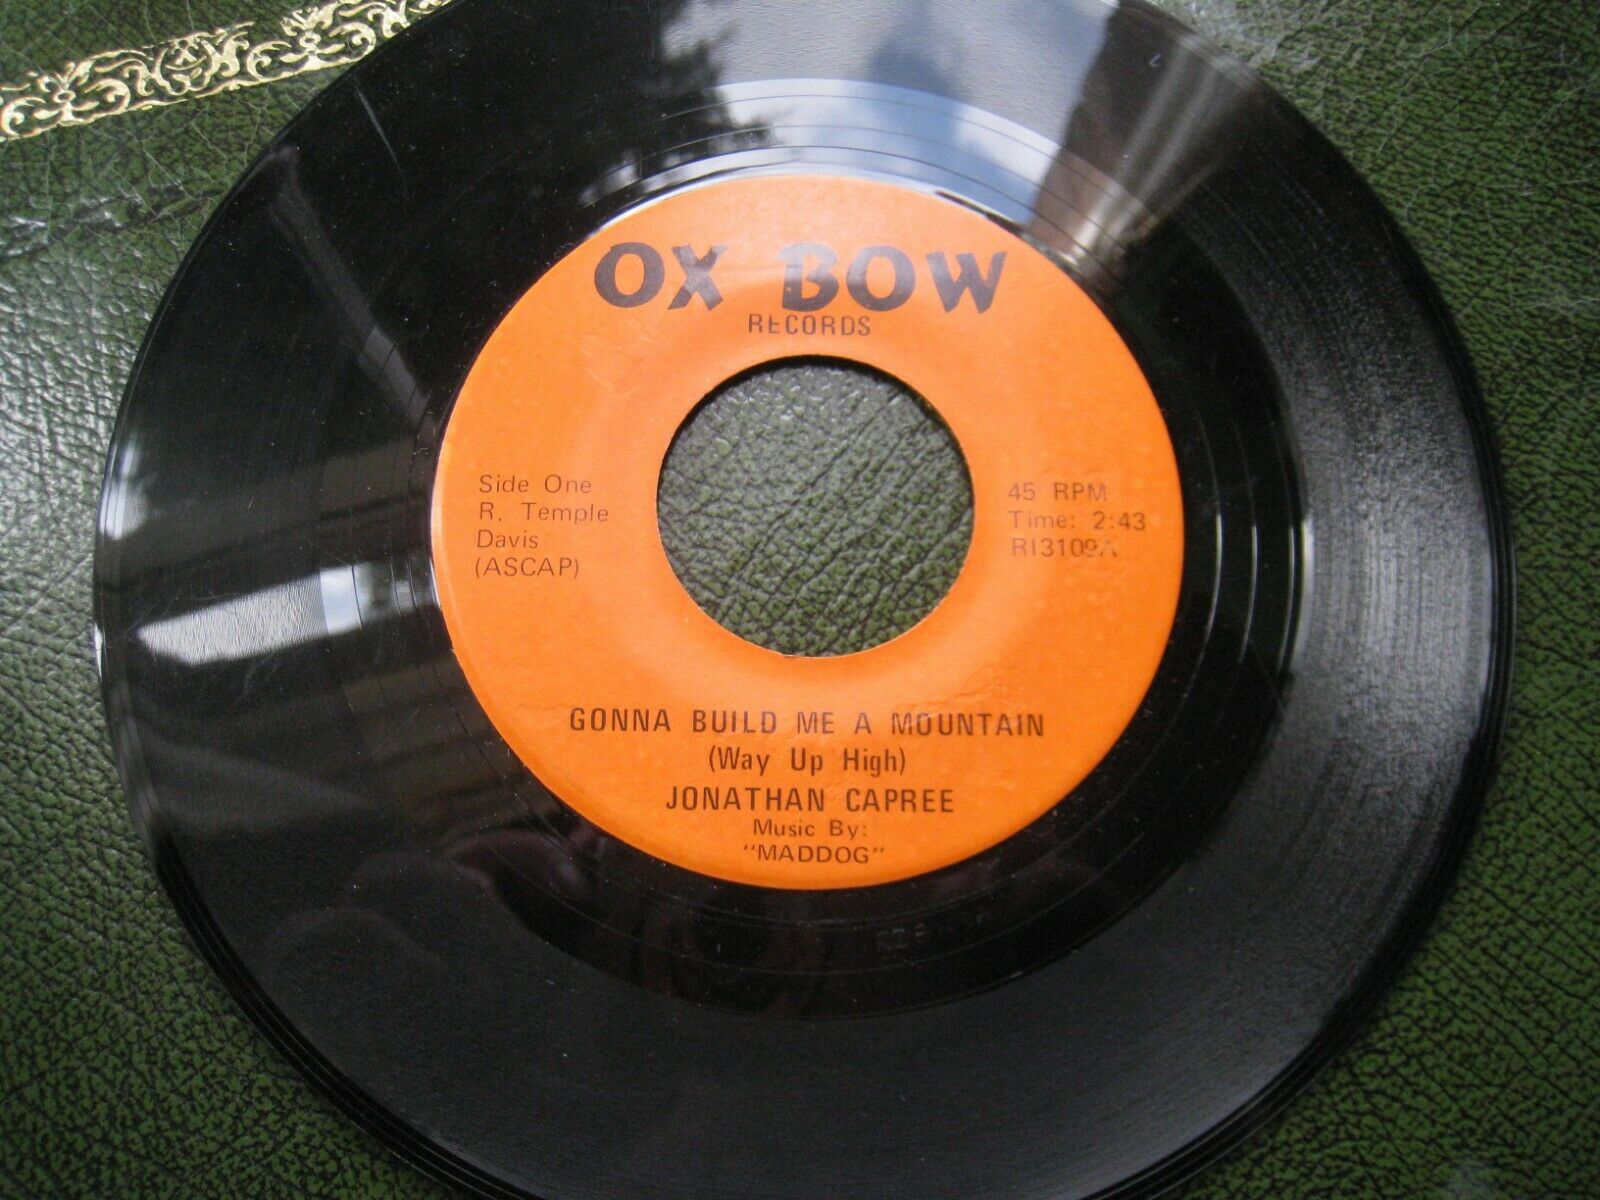 OX BOW
RECORDS
Side One
R. Temple
Davis
(ASCAP)
45 RPM
Time: 2:43
RI3109A
GONNA BUILD ME A MOUNTAIN
(Way Up High)
JONATHAN CAPREE
Music By:
"MADDOG"